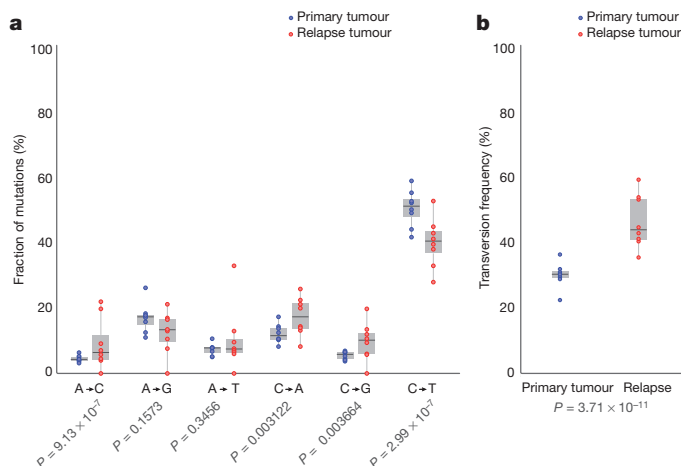 a
Primary tumour
Relapse tumour
Fraction of mutations (%)
100
80
60
40
20
0
A→C
A→G
A→T
C→A
C→G
C→T
P = 9.13 × 10⁻⁷
P = 0.1573
P = 0.3456
P = 0.003122
P = 0.003664
P = 2.99 × 10⁻⁷
b
Primary tumour
Relapse tumour
Transversion frequency (%)
100
80
60
40
20
0
Primary tumour Relapse
P = 3.71 × 10⁻¹¹